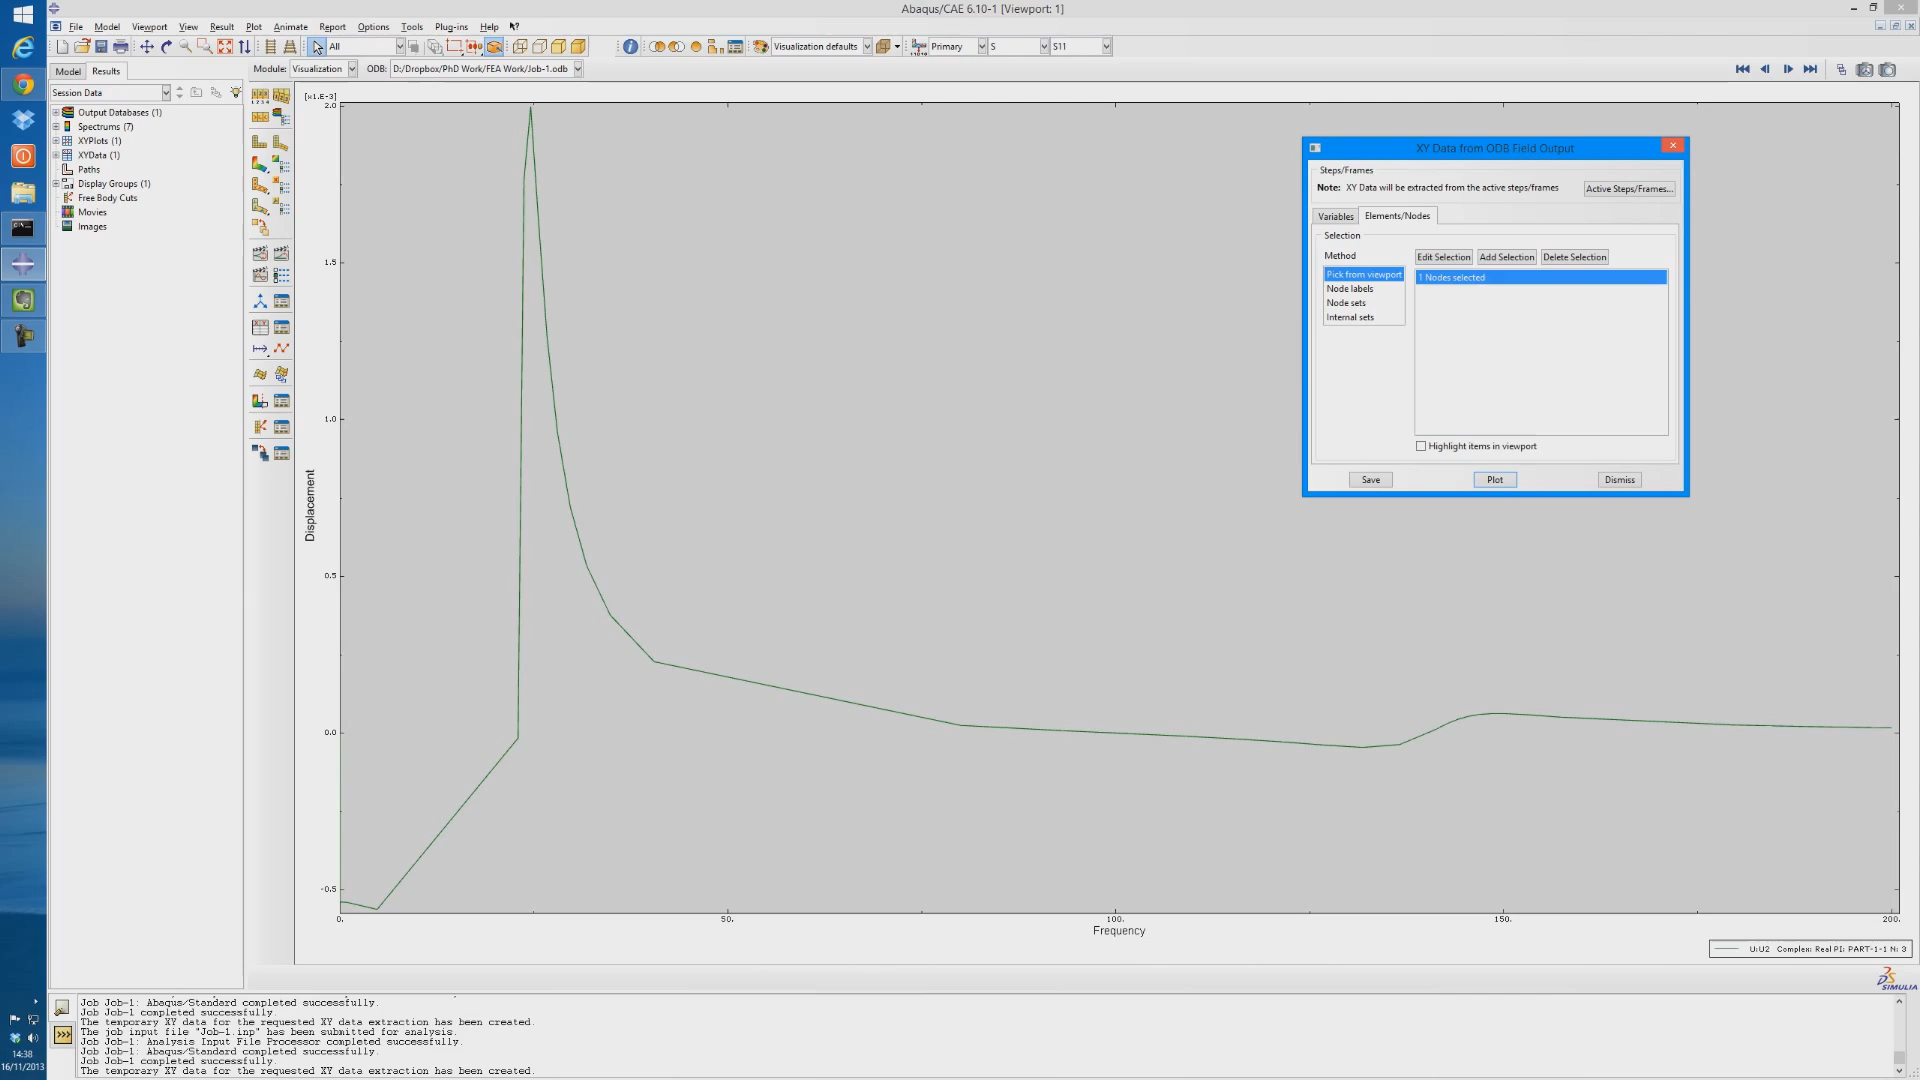 Abaqus/CAE 6.10-1 [Viewport: 1]
File Model Viewport View Result Plot Animate Report Options Tools Plug-ins Help
All Visualization defaults Primary S S11
Model Results Module: Visualization ODB: D:/Dropbox/PhD Work/FEA Work/Job-1.odb
Session Data
Output Databases (1)
Spectrums (7)
XYPlots (1)
XYData (1)
Paths
Display Groups (1)
Free Body Cuts
Movies
Images
[x1.E-3]
2.0
1.5
1.0
0.5
0.0
-0.5
Displacement
0. 50. 100. 150. 200.
Frequency
U:U2 Complex: Real PI: PART-1-1 N: 3
XY Data from ODB Field Output
Steps/Frames
Note: XY Data will be extracted from the active steps/frames Active Steps/Frames...
Variables Elements/Nodes
Selection
Method Edit Selection Add Selection Delete Selection
Pick from viewport 1 Nodes selected
Node labels
Node sets
Internal sets
Highlight items in viewport
Save Plot Dismiss
SIMULIA
Job Job-1: Abaqus/Standard completed successfully.
Job Job-1 completed successfully.
The temporary XY data for the requested XY data extraction has been created.
The job input file "Job-1.inp" has been submitted for analysis.
Job Job-1: Analysis Input File Processor completed successfully.
Job Job-1: Abaqus/Standard completed successfully.
Job Job-1 completed successfully.
The temporary XY data for the requested XY data extraction has been created.
14:38
16/11/2013